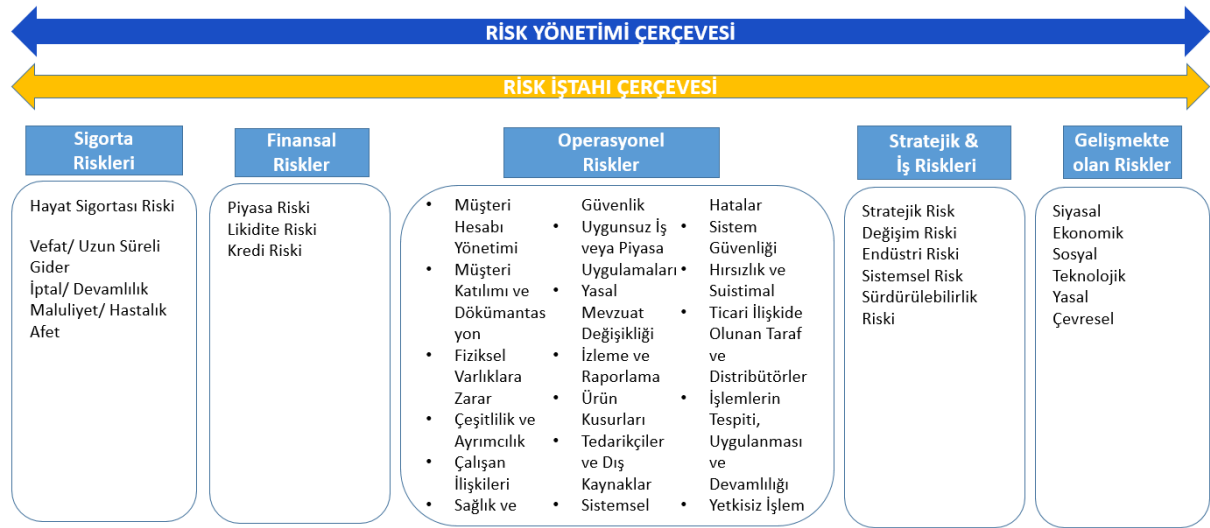 RİSK YÖNETİMİ ÇERÇEVESİ
RİSK İŞTAHI ÇERÇEVESİ
Sigorta
Riskleri
Hayat Sigortası Riski
Vefat/ Uzun Süreli
Gider
İptal/ Devamlılık
Maluliyet/ Hastalık
Afet
Finansal
Riskler
Piyasa Riski
Likidite Riski
Kredi Riski
Operasyonel
Riskler
• Müşteri
Hesabı
Yönetimi
• Müşteri
Katılımı ve
Dökümantas
yon
• Fiziksel
Varlıklara
Zarar
• Çeşitlilik ve
Ayrımcılık
• Çalışan
İlişkileri
• Sağlık ve
Güvenlik
• Uygunsuz İş
veya Piyasa
Uygulamaları
• Yasal
Mevzuat
Değişikliği
• İzleme ve
Raporlama
• Ürün
Kusurları
• Tedarikçiler
ve Dış
Kaynaklar
• Sistemsel
Hatalar
• Sistem
Güvenliği
• Hırsızlık ve
Suistimal
• Ticari İlişkide
Olunan Taraf
ve
Distribütörler
• İşlemlerin
Tespiti,
Uygulanması
ve
Devamlılığı
• Yetkisiz İşlem
Stratejik &
İş Riskleri
Stratejik Risk
Değişim Riski
Endüstri Riski
Sistemsel Risk
Sürdürülebilirlik
Riski
Gelişmekte
olan Riskler
Siyasal
Ekonomik
Sosyal
Teknolojik
Yasal
Çevresel